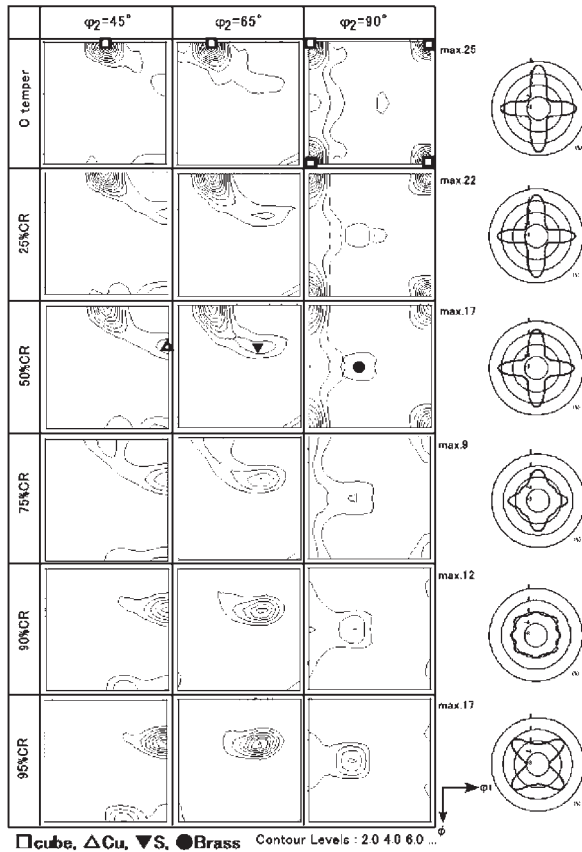 φ2=45° φ2=65° φ2=90°
O temper
max.25
25%CR
max.22
50%CR
max.17
75%CR
max.9
90%CR
max.12
95%CR
max.17
φ1
ϕ
□cube, △Cu, ▼S, ●Brass Contour Levels : 2.0 4.0 6.0 ...